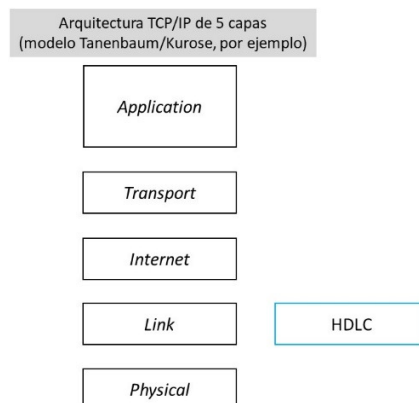 Arquitectura TCP/IP de 5 capas
(modelo Tanenbaum/Kurose, por ejemplo)
Application
Transport
Internet
Link
HDLC
Physical